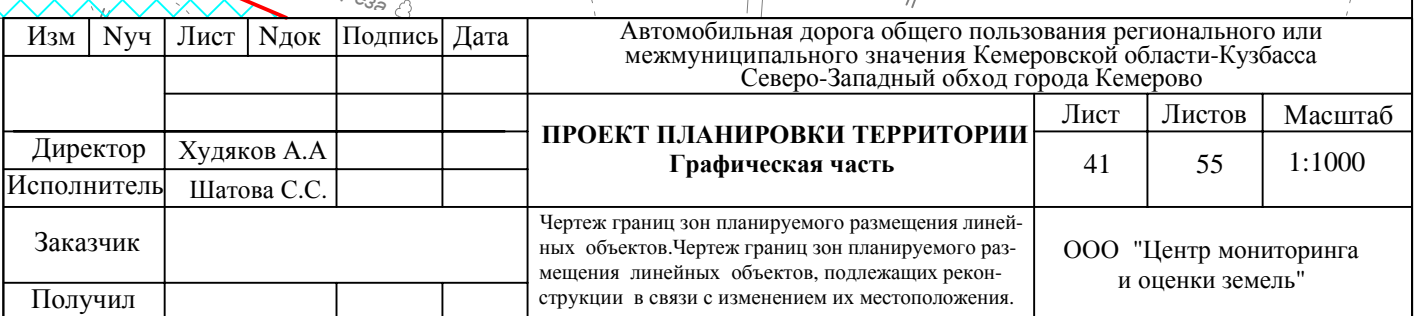 еза
Изм Nуч Лист Nдок Подпись Дата
Автомобильная дорога общего пользования регионального или
межмуниципального значения Кемеровской области-Кузбасса
Северо-Западный обход города Кемерово
ПРОЕКТ ПЛАНИРОВКИ ТЕРРИТОРИИ
Графическая часть
Лист Листов Масштаб
41 55 1:1000
Директор Худяков А.А
Исполнитель Шатова С.С.
Заказчик
Получил
Чертеж границ зон планируемого размещения линей-
ных объектов.Чертеж границ зон планируемого раз-
мещения линейных объектов, подлежащих рекон-
струкции в связи с изменением их местоположения.
ООО "Центр мониторинга
и оценки земель"